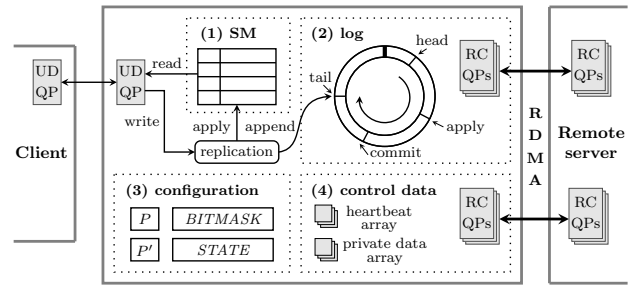 UD
QP
Client
UD
QP
read
write
(1) SM
apply
append
replication
(2) log
head
tail
apply
commit
RC
QPs
RC
QPs
R
D
M
A
Remote
server
(3) configuration
P
BITMASK
P′
STATE
(4) control data
heartbeat
array
private data
array
RC
QPs
RC
QPs